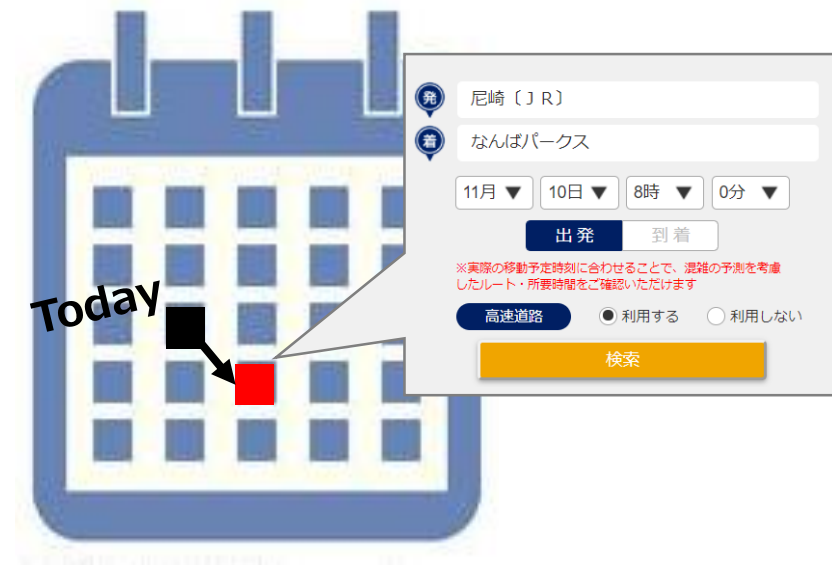 Today
発 尼崎〔JR〕
着 なんばパークス
11月 ▼ 10日 ▼ 8時 ▼ 0分 ▼
出発 到着
※実際の移動予定時刻に合わせることで、混雑の予測を考慮
したルート・所要時間をご確認いただけます
高速道路 利用する 利用しない
検索